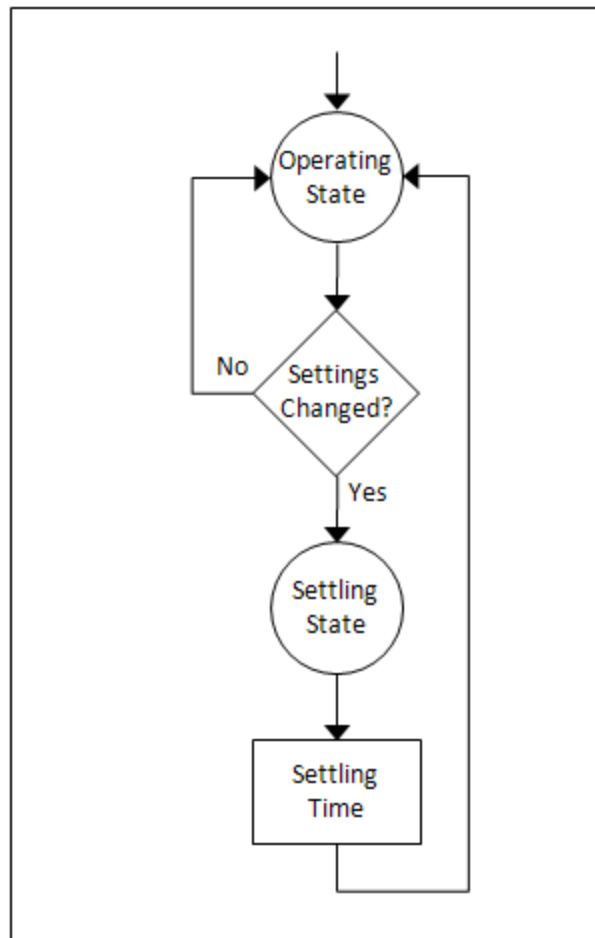 Operating
State
No
Settings
Changed?
Yes
Settling
State
Settling
Time